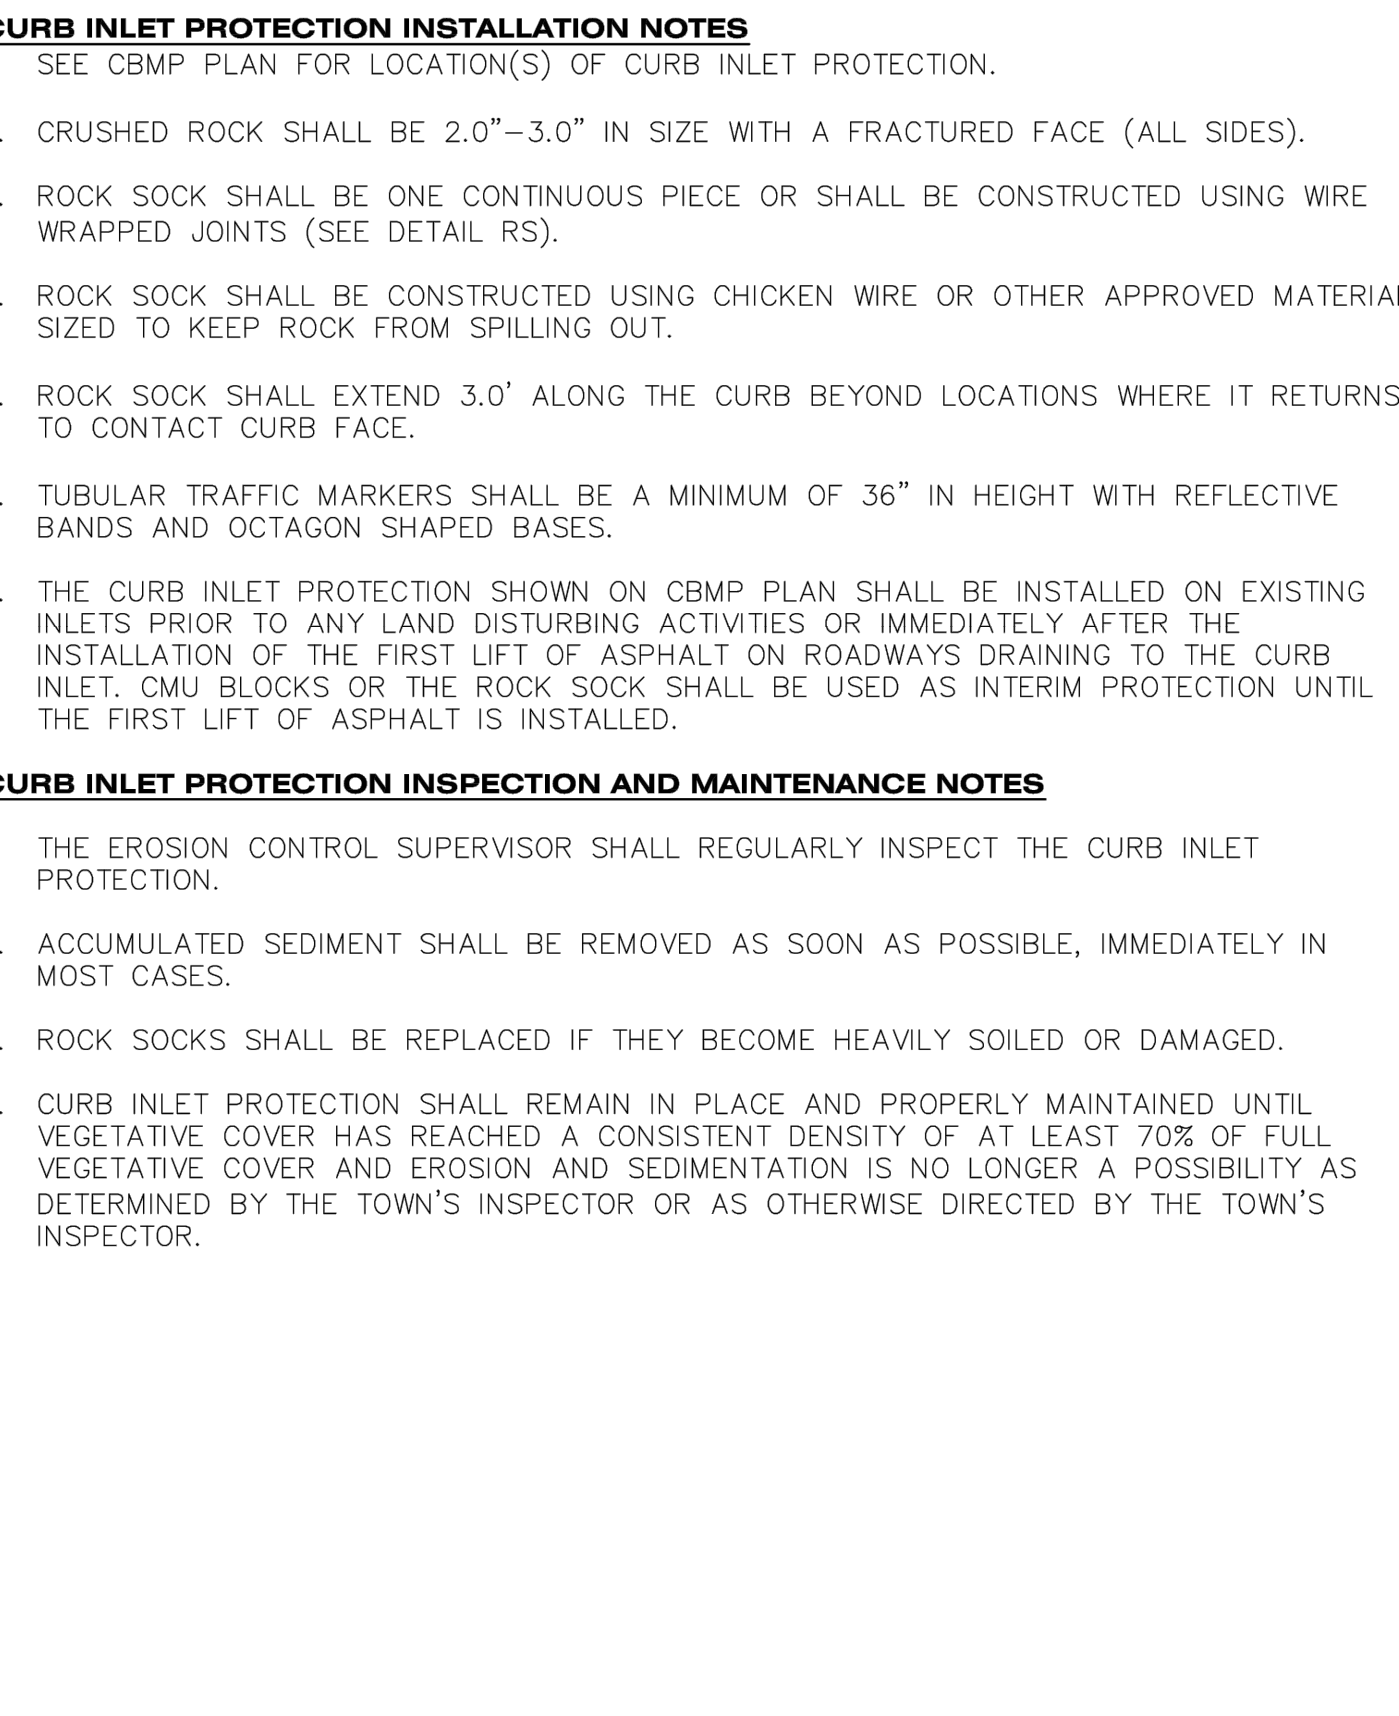 CURB INLET PROTECTION INSTALLATION NOTES
SEE CBMP PLAN FOR LOCATION(S) OF CURB INLET PROTECTION.
. CRUSHED ROCK SHALL BE 2.0”–3.0” IN SIZE WITH A FRACTURED FACE (ALL SIDES).
. ROCK SOCK SHALL BE ONE CONTINUOUS PIECE OR SHALL BE CONSTRUCTED USING WIRE
WRAPPED JOINTS (SEE DETAIL RS).
. ROCK SOCK SHALL BE CONSTRUCTED USING CHICKEN WIRE OR OTHER APPROVED MATERIAL
SIZED TO KEEP ROCK FROM SPILLING OUT.
. ROCK SOCK SHALL EXTEND 3.0’ ALONG THE CURB BEYOND LOCATIONS WHERE IT RETURNS
TO CONTACT CURB FACE.
. TUBULAR TRAFFIC MARKERS SHALL BE A MINIMUM OF 36” IN HEIGHT WITH REFLECTIVE
BANDS AND OCTAGON SHAPED BASES.
. THE CURB INLET PROTECTION SHOWN ON CBMP PLAN SHALL BE INSTALLED ON EXISTING
INLETS PRIOR TO ANY LAND DISTURBING ACTIVITIES OR IMMEDIATELY AFTER THE
INSTALLATION OF THE FIRST LIFT OF ASPHALT ON ROADWAYS DRAINING TO THE CURB
INLET. CMU BLOCKS OR THE ROCK SOCK SHALL BE USED AS INTERIM PROTECTION UNTIL
THE FIRST LIFT OF ASPHALT IS INSTALLED.
CURB INLET PROTECTION INSPECTION AND MAINTENANCE NOTES
THE EROSION CONTROL SUPERVISOR SHALL REGULARLY INSPECT THE CURB INLET
PROTECTION.
. ACCUMULATED SEDIMENT SHALL BE REMOVED AS SOON AS POSSIBLE, IMMEDIATELY IN
MOST CASES.
. ROCK SOCKS SHALL BE REPLACED IF THEY BECOME HEAVILY SOILED OR DAMAGED.
. CURB INLET PROTECTION SHALL REMAIN IN PLACE AND PROPERLY MAINTAINED UNTIL
VEGETATIVE COVER HAS REACHED A CONSISTENT DENSITY OF AT LEAST 70% OF FULL
VEGETATIVE COVER AND EROSION AND SEDIMENTATION IS NO LONGER A POSSIBILITY AS
DETERMINED BY THE TOWN’S INSPECTOR OR AS OTHERWISE DIRECTED BY THE TOWN’S
INSPECTOR.